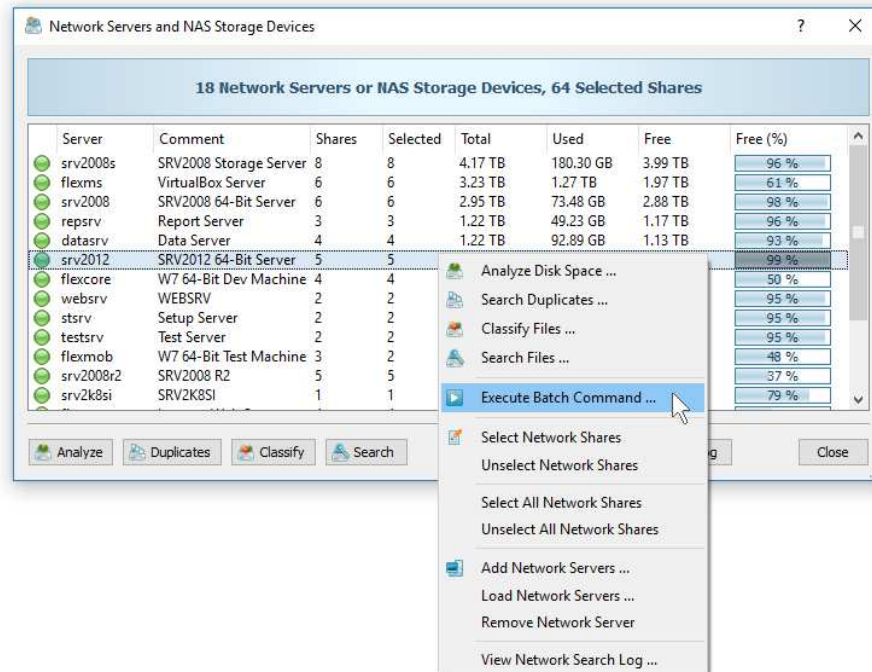 Network Servers and NAS Storage Devices
18 Network Servers or NAS Storage Devices, 64 Selected Shares
Server Comment Shares Selected Total Used Free Free (%)
srv2008s SRV2008 Storage Server 8 8 4.17 TB 180.30 GB 3.99 TB 96 %
flexms VirtualBox Server 6 6 3.23 TB 1.27 TB 1.97 TB 61 %
srv2008 SRV2008 64-Bit Server 6 6 2.95 TB 73.48 GB 2.88 TB 98 %
repsrv Report Server 3 3 1.22 TB 49.23 GB 1.17 TB 96 %
datasrv Data Server 4 4 1.22 TB 92.89 GB 1.13 TB 93 %
srv2012 SRV2012 64-Bit Server 5 5 99 %
flexcore W7 64-Bit Dev Machine 4 4 50 %
websrv WEBSRV 2 2 95 %
stsrv Setup Server 2 2 95 %
testsrv Test Server 2 2 95 %
flexmob W7 64-Bit Test Machine 3 2 48 %
srv2008r2 SRV2008 R2 5 5 37 %
srv2k8si SRV2K8SI 1 1 79 %
Analyze Duplicates Classify Search Close
Analyze Disk Space ...
Search Duplicates ...
Classify Files ...
Search Files ...
Execute Batch Command ...
Select Network Shares
Unselect Network Shares
Select All Network Shares
Unselect All Network Shares
Add Network Servers ...
Load Network Servers ...
Remove Network Server
View Network Search Log ...